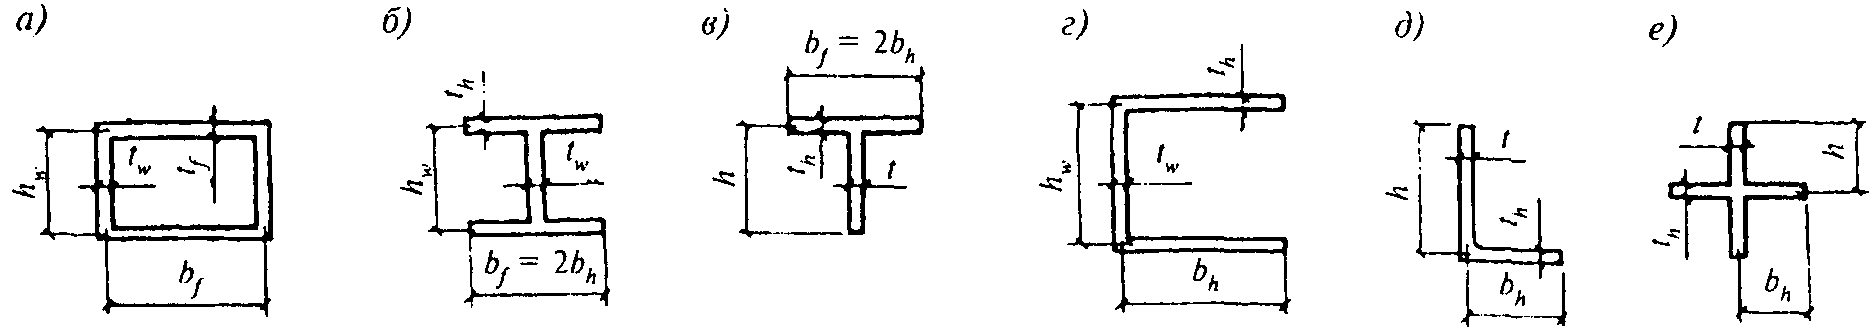 а)
h_w
t_w
t_f
b_f
б)
t_h
h_w
t_w
b_f = 2b_h
в)
b_f = 2b_h
h
t_h
t
г)
t_h
h_w
t_w
b_h
д)
h
t
t_h
b_h
е)
t
h
t_h
b_h